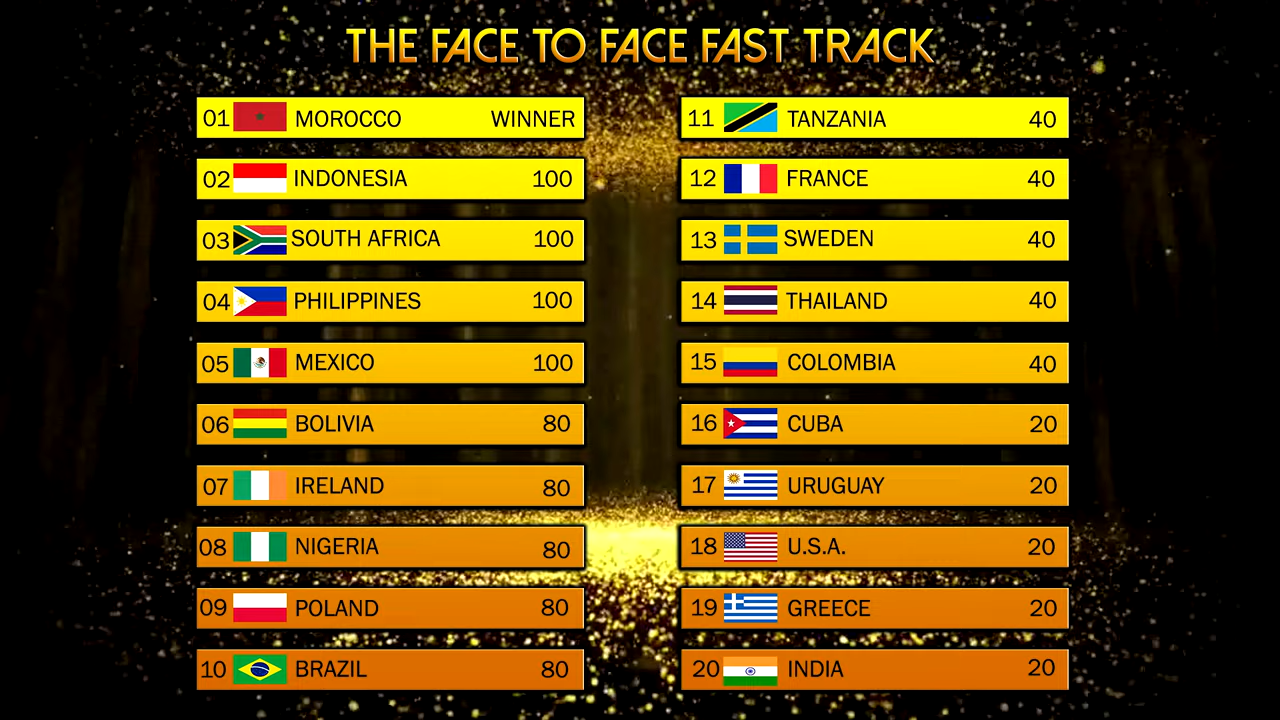 THE FACE TO FACE FAST TRACK
01 MOROCCO WINNER
02 INDONESIA 100
03 SOUTH AFRICA 100
04 PHILIPPINES 100
05 MEXICO 100
06 BOLIVIA 80
07 IRELAND 80
08 NIGERIA 80
09 POLAND 80
10 BRAZIL 80
11 TANZANIA 40
12 FRANCE 40
13 SWEDEN 40
14 THAILAND 40
15 COLOMBIA 40
16 CUBA 20
17 URUGUAY 20
18 U.S.A. 20
19 GREECE 20
20 INDIA 20